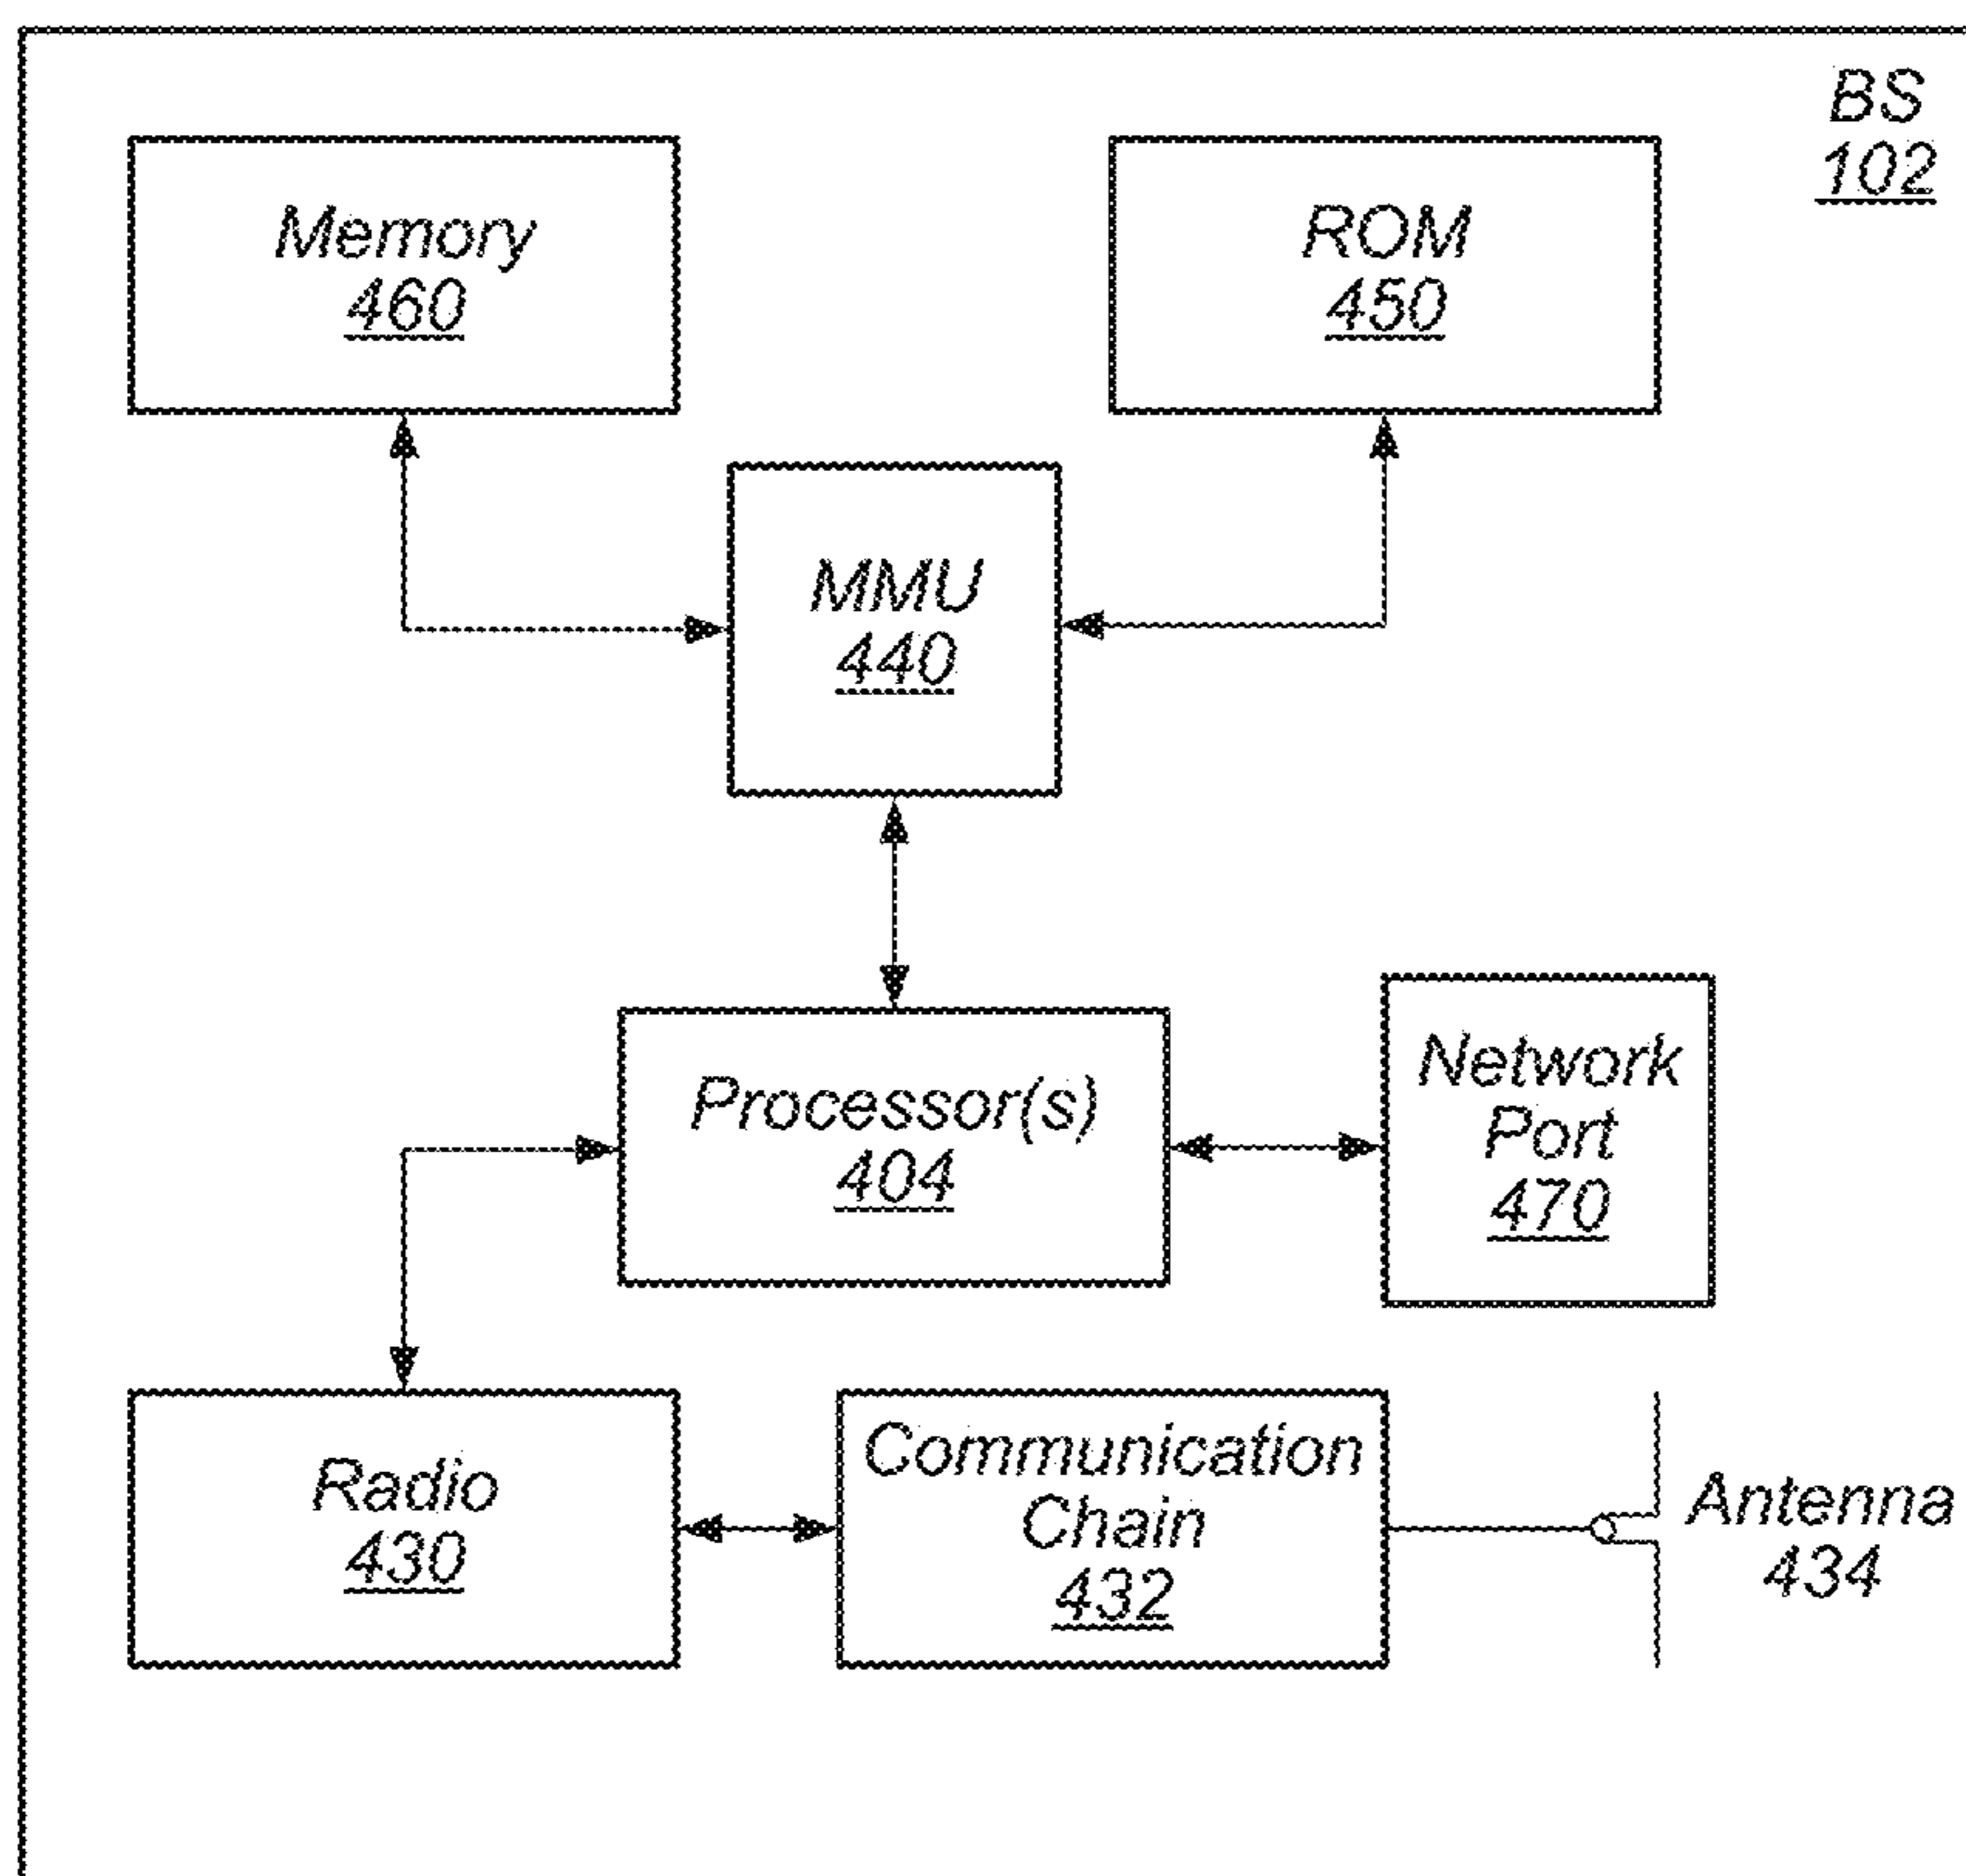 BS
102
Memory
460
ROM
450
MMU
440
Processor(s)
404
Network
Port
470
Radio
430
Communication
Chain
432
Antenna
434